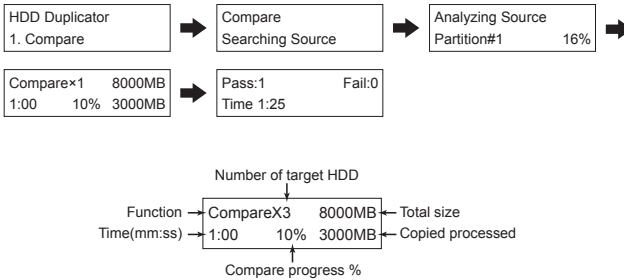 HDD Duplicator
1. Compare
Compare
Searching Source
Analyzing Source
Partition#1 16%
Compare×1 8000MB
1:00 10% 3000MB
Pass:1 Fail:0
Time 1:25
Number of target HDD
Function CompareX3 8000MB Total size
Time(mm:ss) 1:00 10% 3000MB Copied processed
Compare progress %